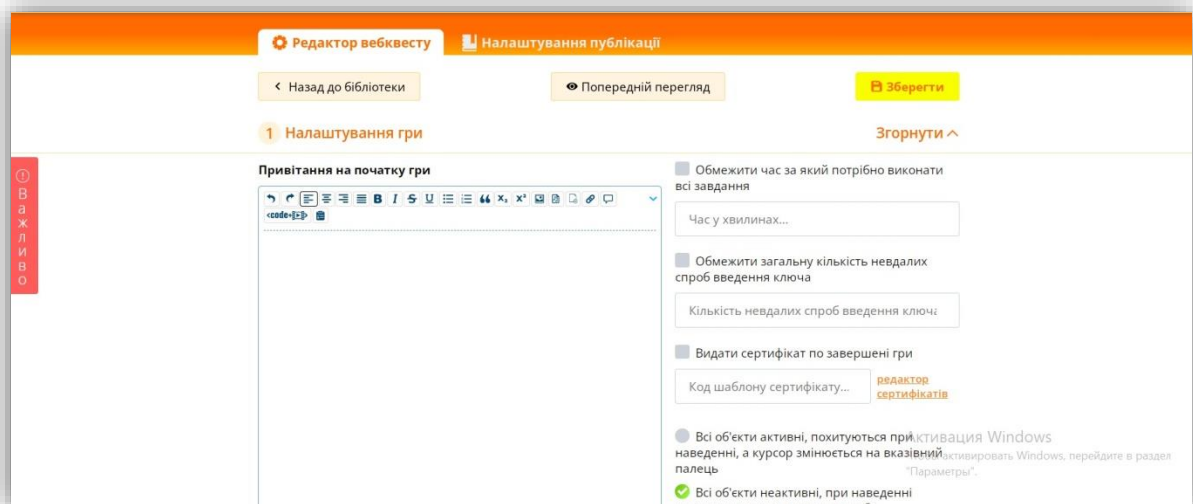 Редактор вебквесту
Налаштування публікації
Назад до бібліотеки
Попередній перегляд
Зберегти
1 Налаштування гри
Згорнути
Важливо
Привітання на початку гри
<code>
Обмежити час за який потрібно виконати
всі завдання
Час у хвилинах...
Обмежити загальну кількість невдалих
спроб введення ключа
Кількість невдалих спроб введення ключа
Видати сертифікат по завершені гри
Код шаблону сертифікату...
редактор
сертифікатів
Всі об'єкти активні, похитуються при
наведенні, а курсор змінюється на вказівний
палець
Активация Windows
активировать Windows, перейдите в раздел
"Параметры".
Всі об'єкти неактивні, при наведенні